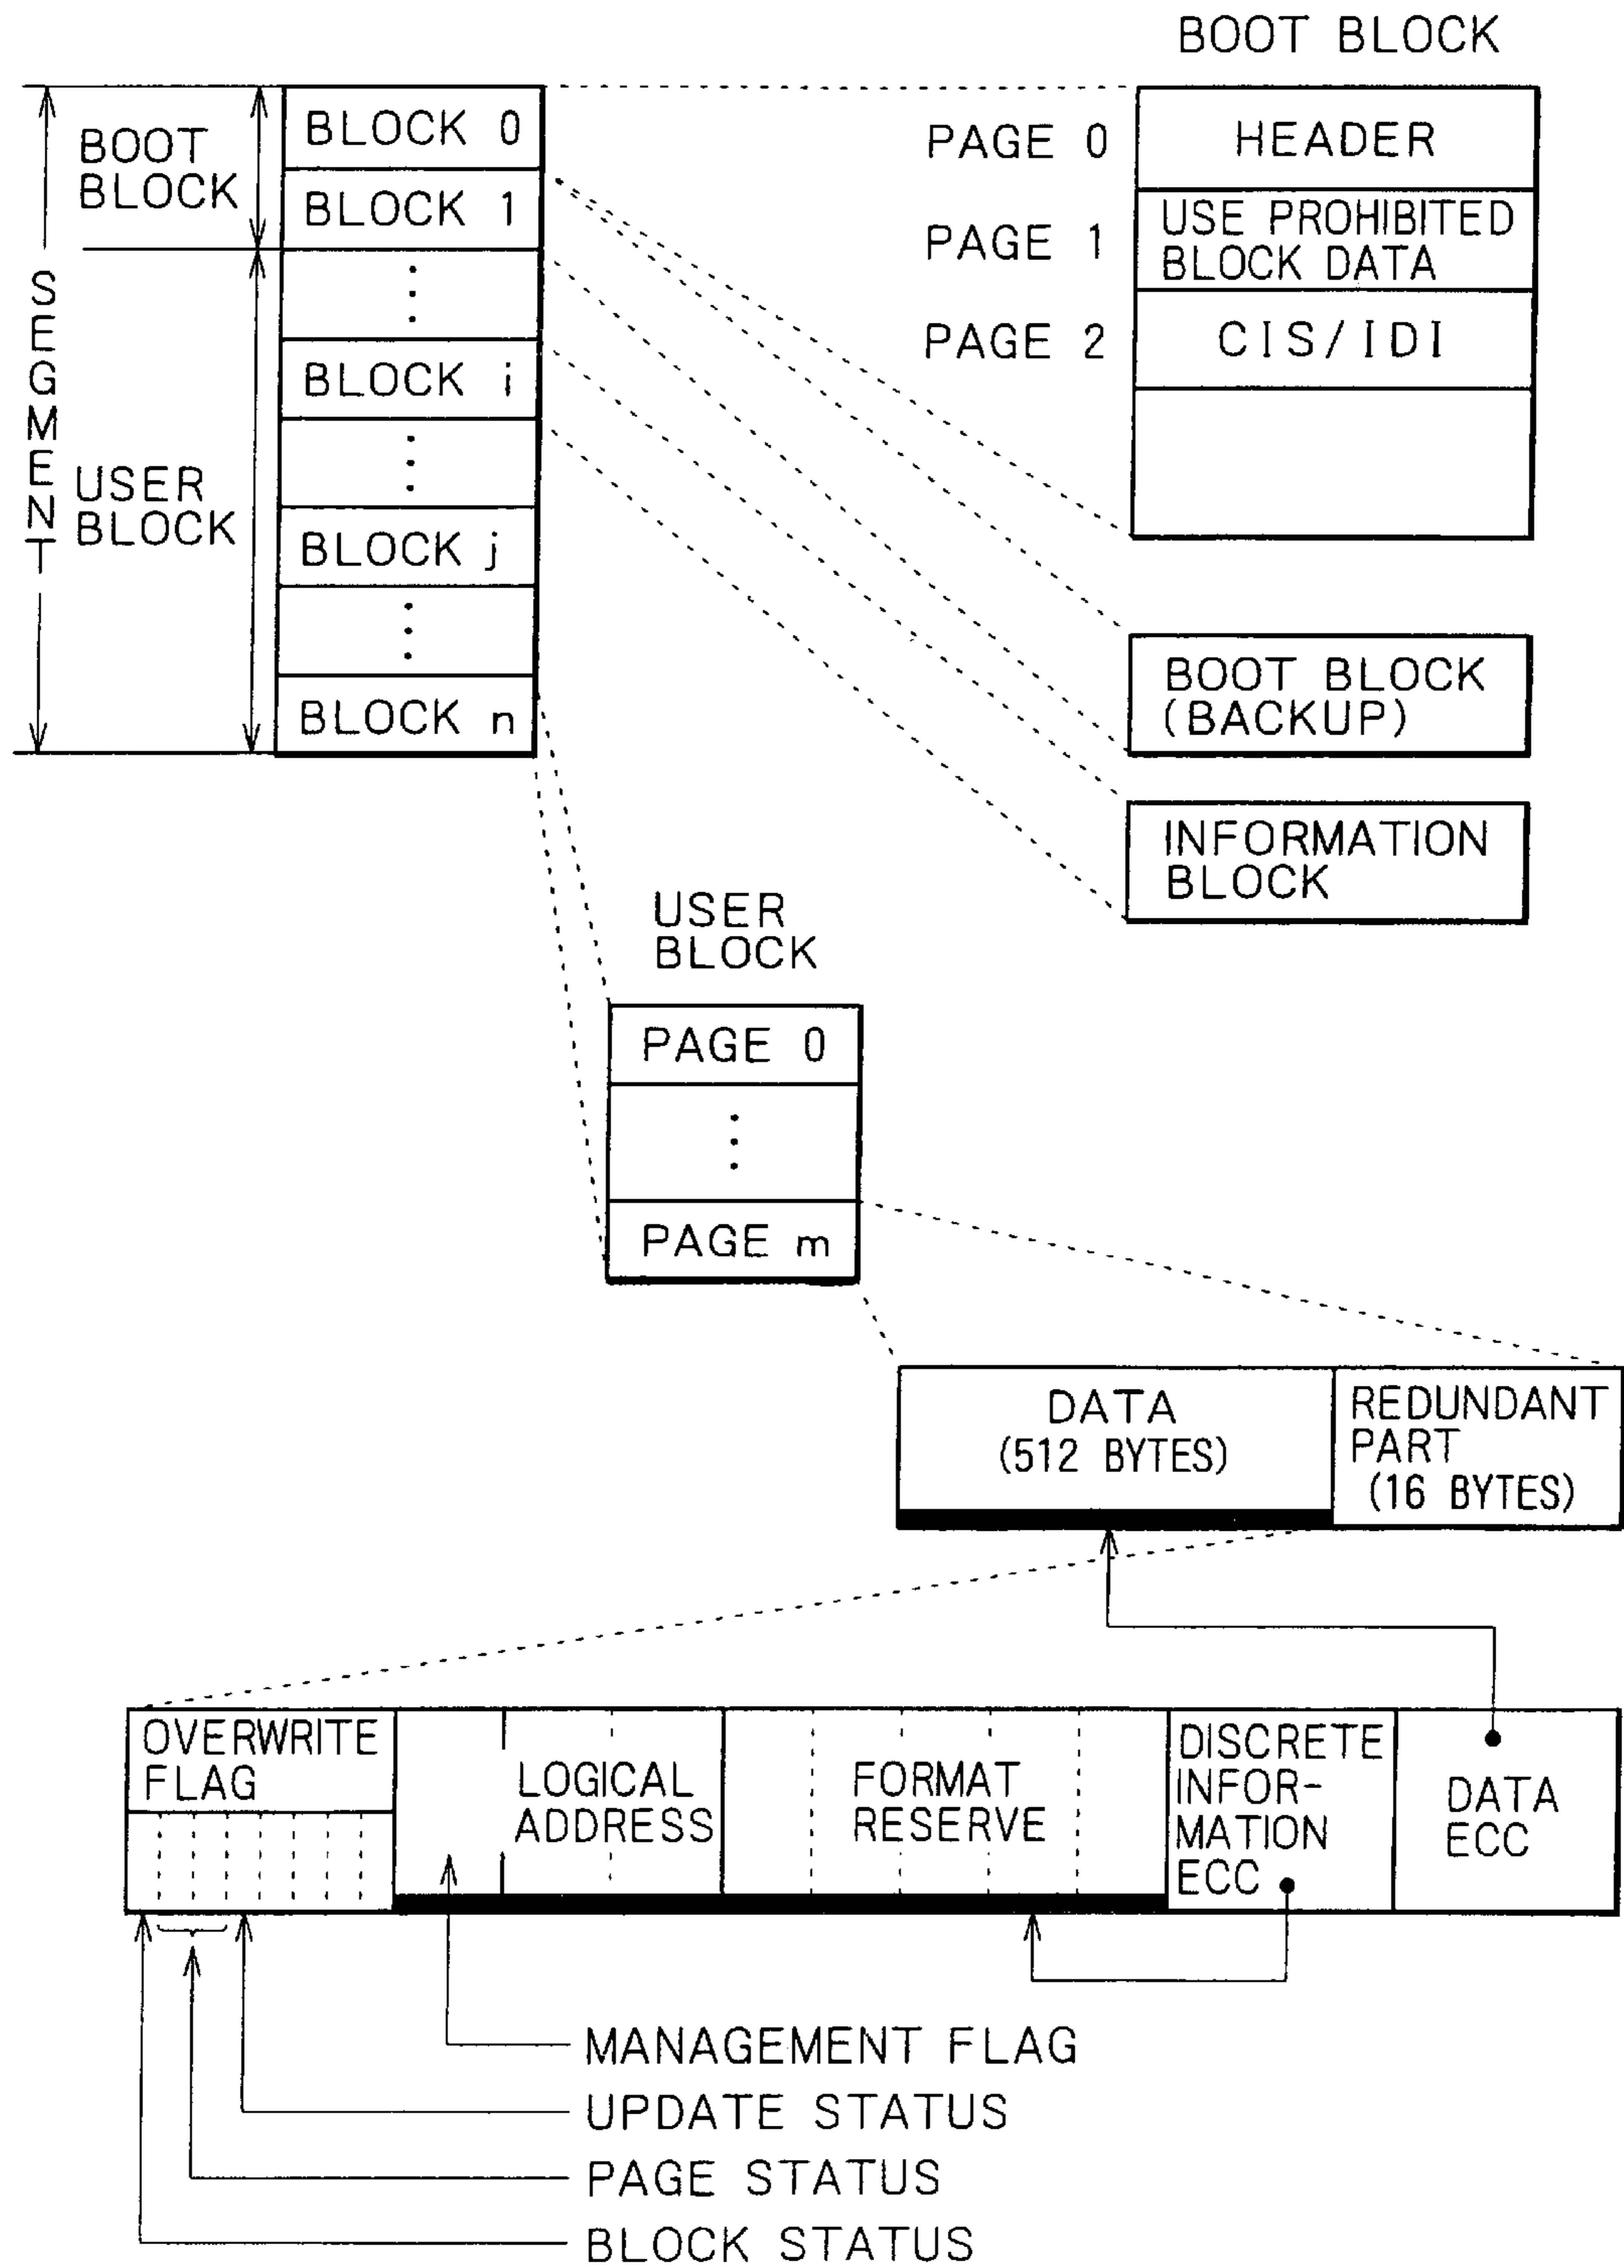 BOOT BLOCK
BOOT
BLOCK
SEGMENT
USER
BLOCK
BLOCK 0
BLOCK 1
BLOCK i
BLOCK j
BLOCK n
PAGE 0
HEADER
PAGE 1
USE PROHIBITED
BLOCK DATA
PAGE 2
CIS/IDI
BOOT BLOCK
(BACKUP)
INFORMATION
BLOCK
USER
BLOCK
PAGE 0
PAGE m
DATA
(512 BYTES)
REDUNDANT
PART
(16 BYTES)
OVERWRITE
FLAG
LOGICAL
ADDRESS
FORMAT
RESERVE
DISCRETE
INFOR-
MATION
ECC
DATA
ECC
MANAGEMENT FLAG
UPDATE STATUS
PAGE STATUS
BLOCK STATUS